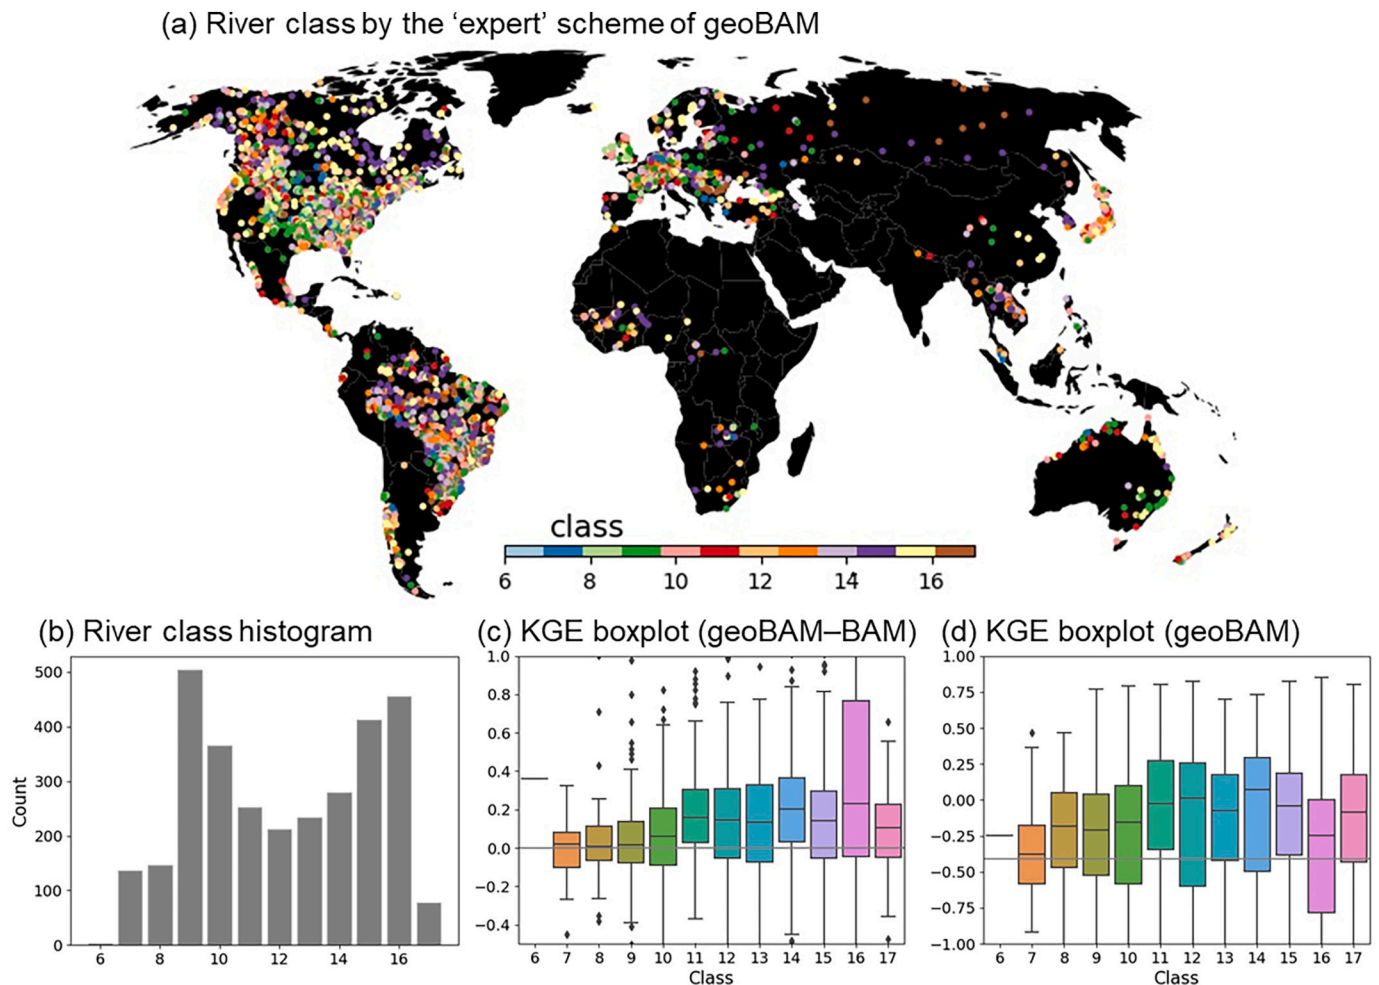 (a) River class by the ‘expert’ scheme of geoBAM
class
6 8 10 12 14 16
(b) River class histogram
500
400
300
200
100
0
Count
6 8 10 12 14 16
(c) KGE boxplot (geoBAM–BAM)
1.0
0.8
0.6
0.4
0.2
0.0
−0.2
−0.4
6 7 8 9 10 11 12 13 14 15 16 17
Class
(d) KGE boxplot (geoBAM)
1.00
0.75
0.50
0.25
0.00
−0.25
−0.50
−0.75
−1.00
6 7 8 9 10 11 12 13 14 15 16 17
Class